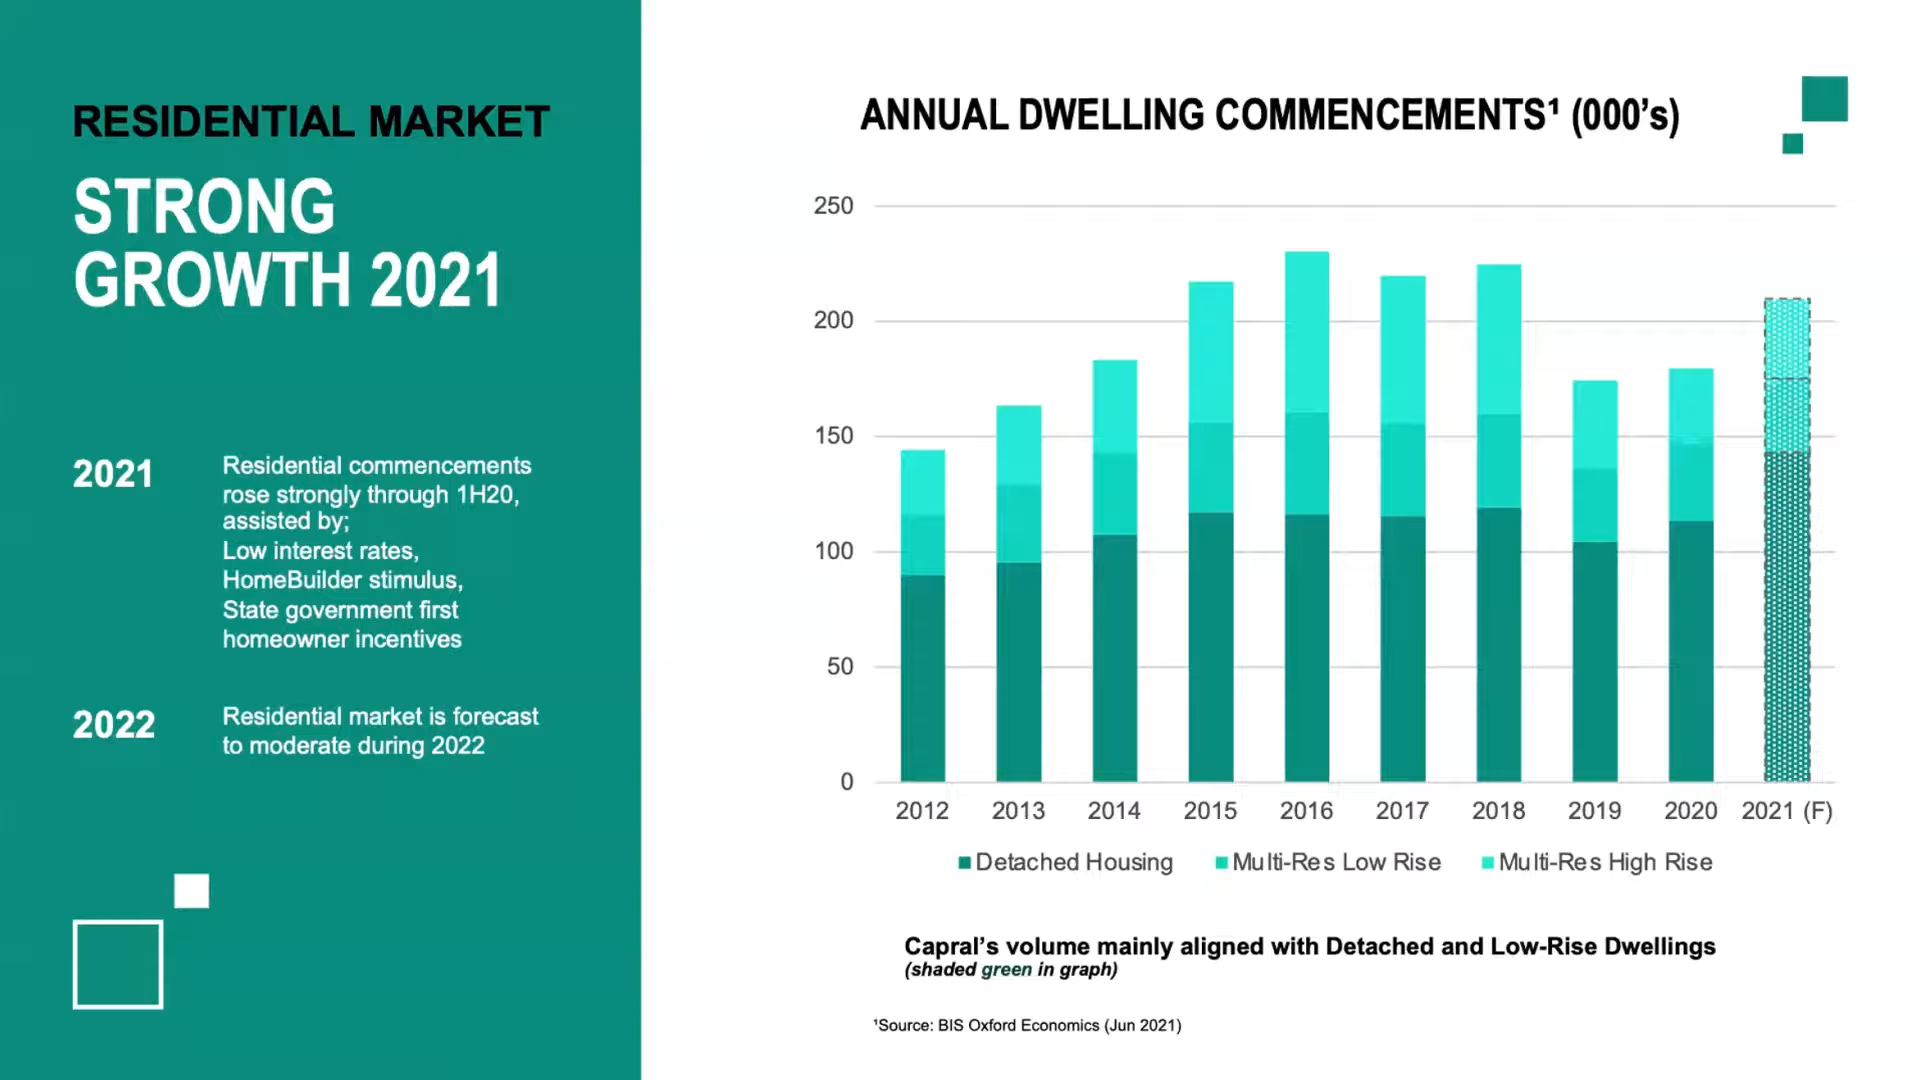 RESIDENTIAL MARKET
STRONG
GROWTH 2021
2021
Residential commencements
rose strongly through 1H20,
assisted by;
Low interest rates,
HomeBuilder stimulus,
State government first
homeowner incentives
2022
Residential market is forecast
to moderate during 2022
ANNUAL DWELLING COMMENCEMENTS¹ (000's)
250
200
150
100
50
0
2012 2013 2014 2015 2016 2017 2018 2019 2020 2021 (F)
Detached Housing Multi-Res Low Rise Multi-Res High Rise
Capral's volume mainly aligned with Detached and Low-Rise Dwellings
(shaded green in graph)
¹Source: BIS Oxford Economics (Jun 2021)